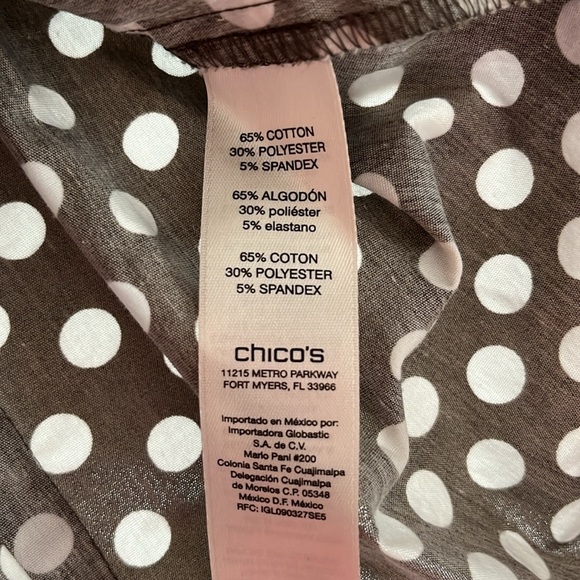 65% COTTON
30% POLYESTER
5% SPANDEX
65% ALGODÓN
30% poliéster
5% elastano
65% COTON
30% POLYESTER
5% SPANDEX
chico's
11215 METRO PARKWAY
FORT MYERS, FL 33966
Importado en México por:
Importadora Globastic
S.A. de C.V.
Mario Pani #200
Colonia Santa Fe Cuajimalpa
Delegación Cuajimalpa
de Morelos C.P. 05348
México D.F. México
RFC: IGL090327SE5